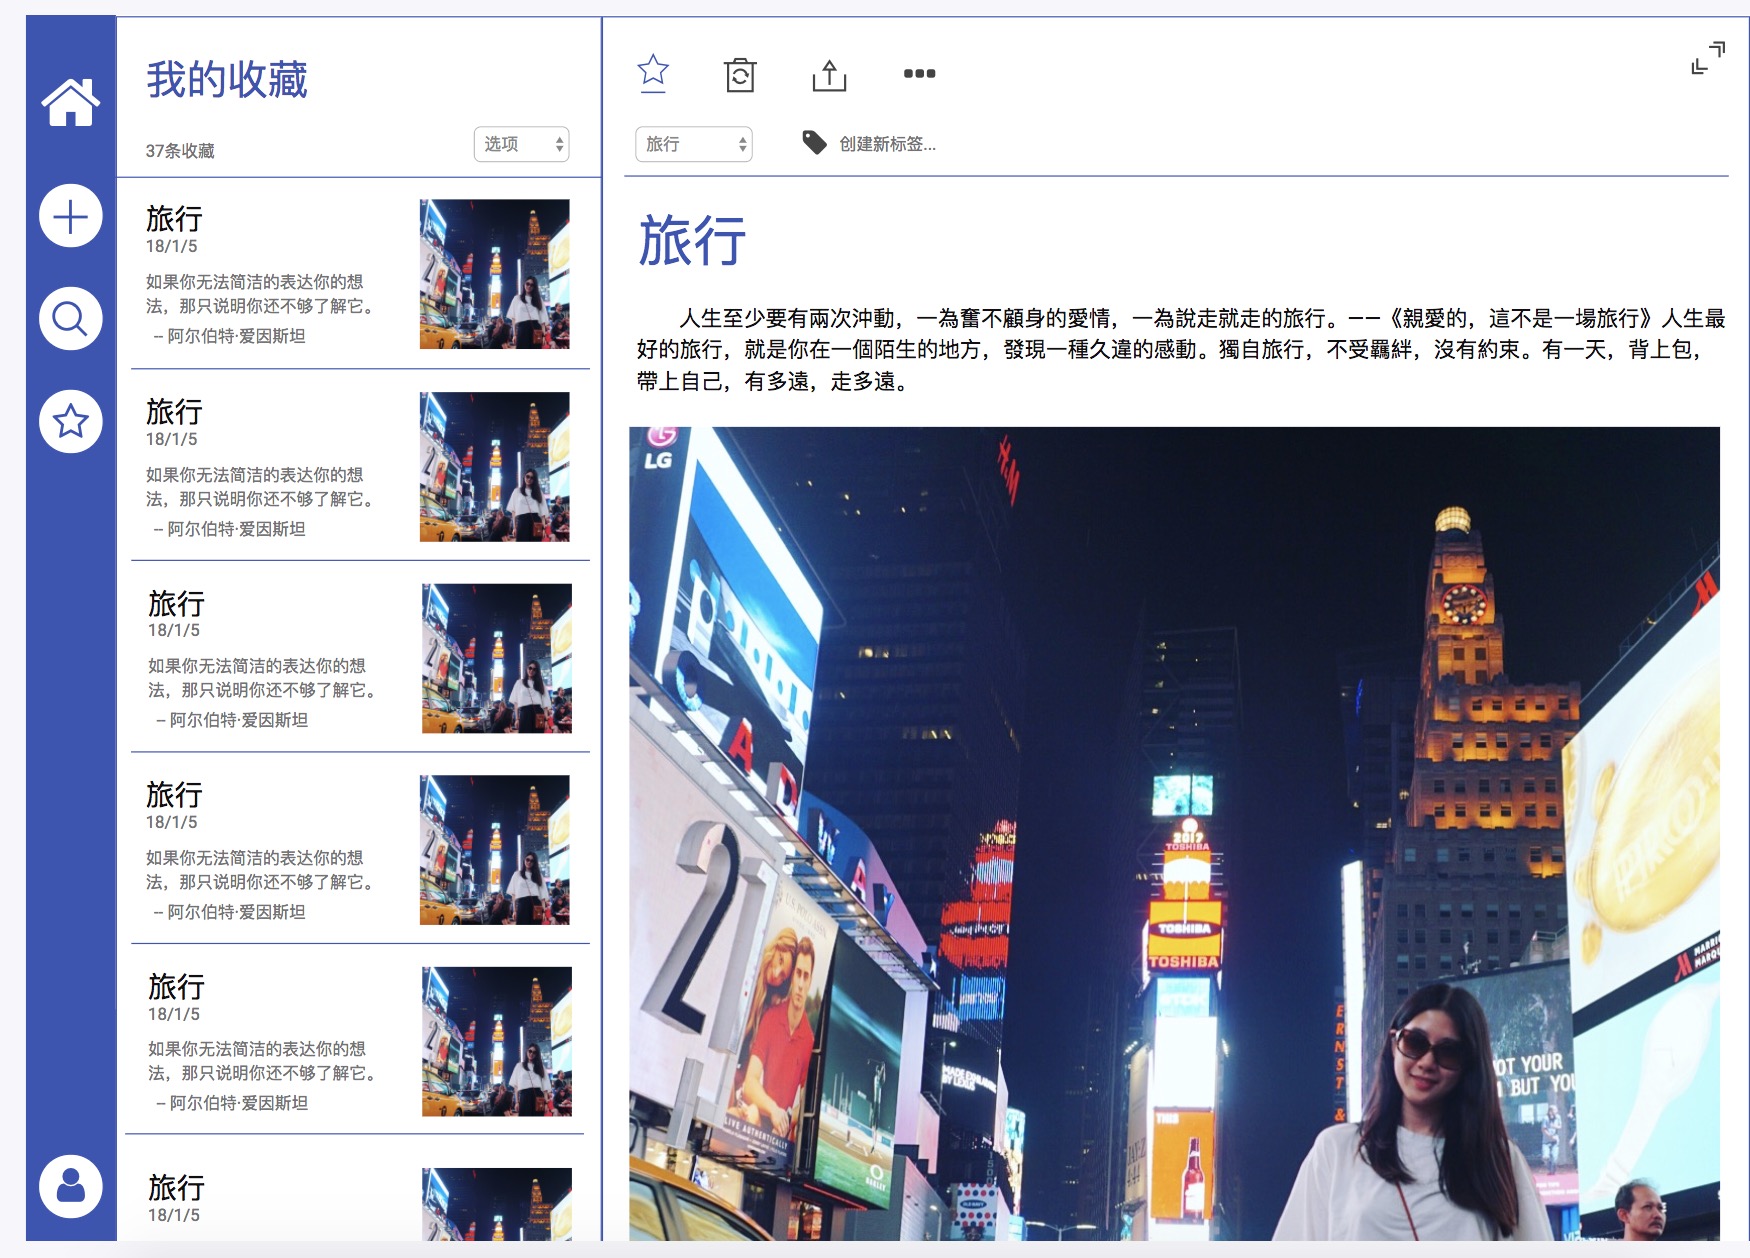 我的收藏
37条收藏
选项
旅行
18/1/5
如果你无法简洁的表达你的想
法，那只说明你还不够了解它。
-- 阿尔伯特·爱因斯坦
旅行
18/1/5
如果你无法简洁的表达你的想
法，那只说明你还不够了解它。
-- 阿尔伯特·爱因斯坦
旅行
18/1/5
如果你无法简洁的表达你的想
法，那只说明你还不够了解它。
-- 阿尔伯特·爱因斯坦
旅行
18/1/5
如果你无法简洁的表达你的想
法，那只说明你还不够了解它。
-- 阿尔伯特·爱因斯坦
旅行
18/1/5
如果你无法简洁的表达你的想
法，那只说明你还不够了解它。
-- 阿尔伯特·爱因斯坦
旅行
18/1/5
旅行
创建新标签...
旅行
人生至少要有兩次沖動，一為奮不顧身的愛情，一為說走就走的旅行。——《親愛的，這不是一場旅行》人生最
好的旅行，就是你在一個陌生的地方，發現一種久違的感動。獨自旅行，不受羈絆，沒有約束。有一天，背上包，
帶上自己，有多遠，走多遠。
LG
H&M
21
2017
TOSHIBA
TOSHIBA
TOSHIBA
TDK
LIVE AUTHENTICALLY
OAKLEY
ERNST &
THIS
OLD NAVY
OT YOUR
BUT YOU